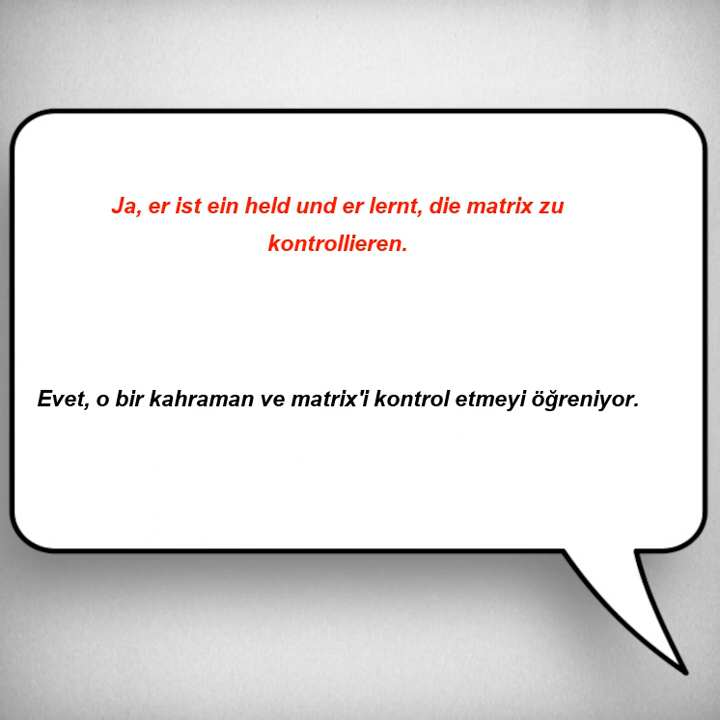 Ja, er ist ein held und er lernt, die matrix zu
kontrollieren.
Evet, o bir kahraman ve matrix'i kontrol etmeyi öğreniyor.